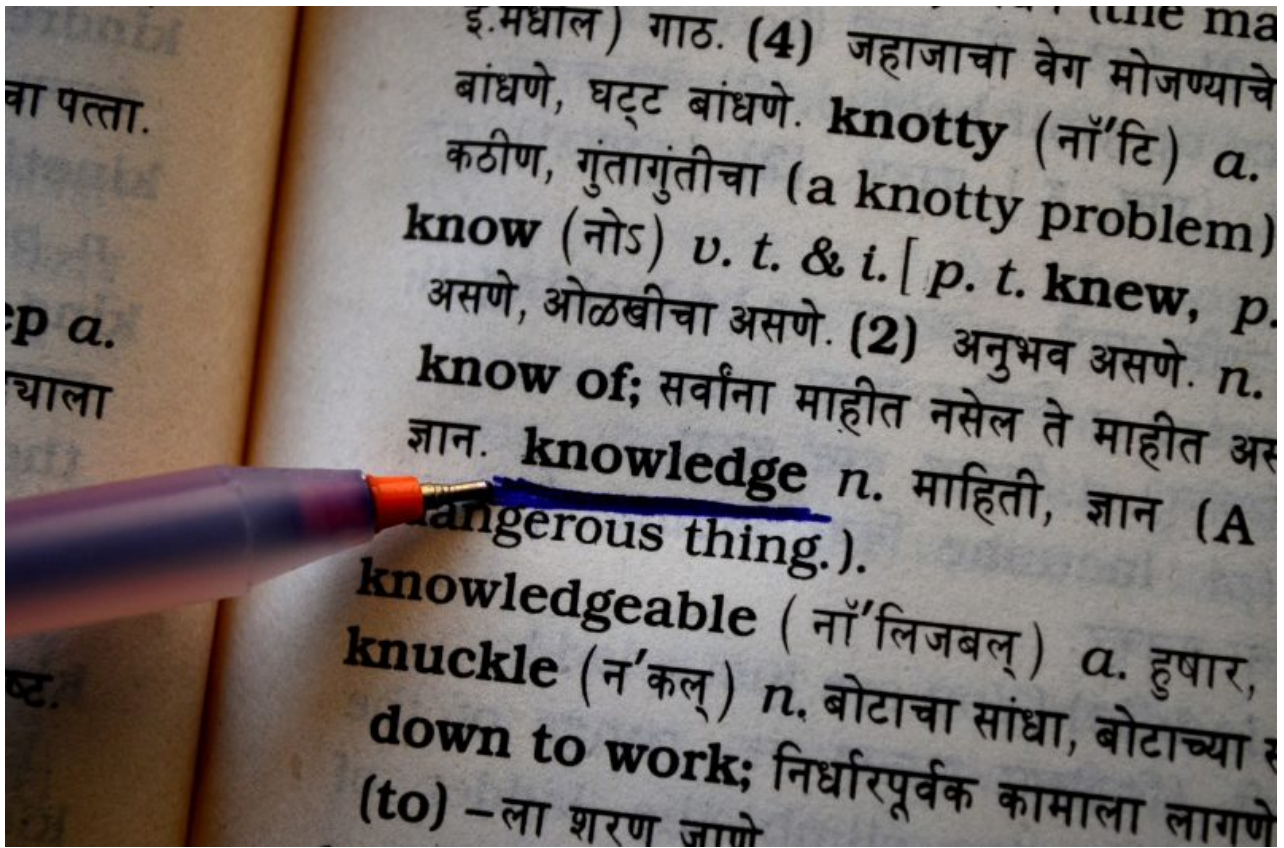 वा पत्ता.
p a.
याला
ष्ट.
इ.मधील) गाठ. (4) जहाजाचा वेग मोजण्याचे
बांधणे, घट्ट बांधणे. knotty (नॉ'टि) a.
कठीण, गुंतागुंतीचा (a knotty problem)
know (नोऽ) v. t. & i. [ p. t. knew, p.
असणे, ओळखीचा असणे. (2) अनुभव असणे. n.
know of; सर्वांना माहीत नसेल ते माहीत अस
ज्ञान. knowledge n. माहिती, ज्ञान (A
dangerous thing.).
knowledgeable ( नॉ'लिजबल् ) a. हुषार,
knuckle (न'कल्) n. बोटाचा सांधा, बोटाच्या
down to work; निर्धारपूर्वक कामाला लागणे
(to) –ला शरण जाणे